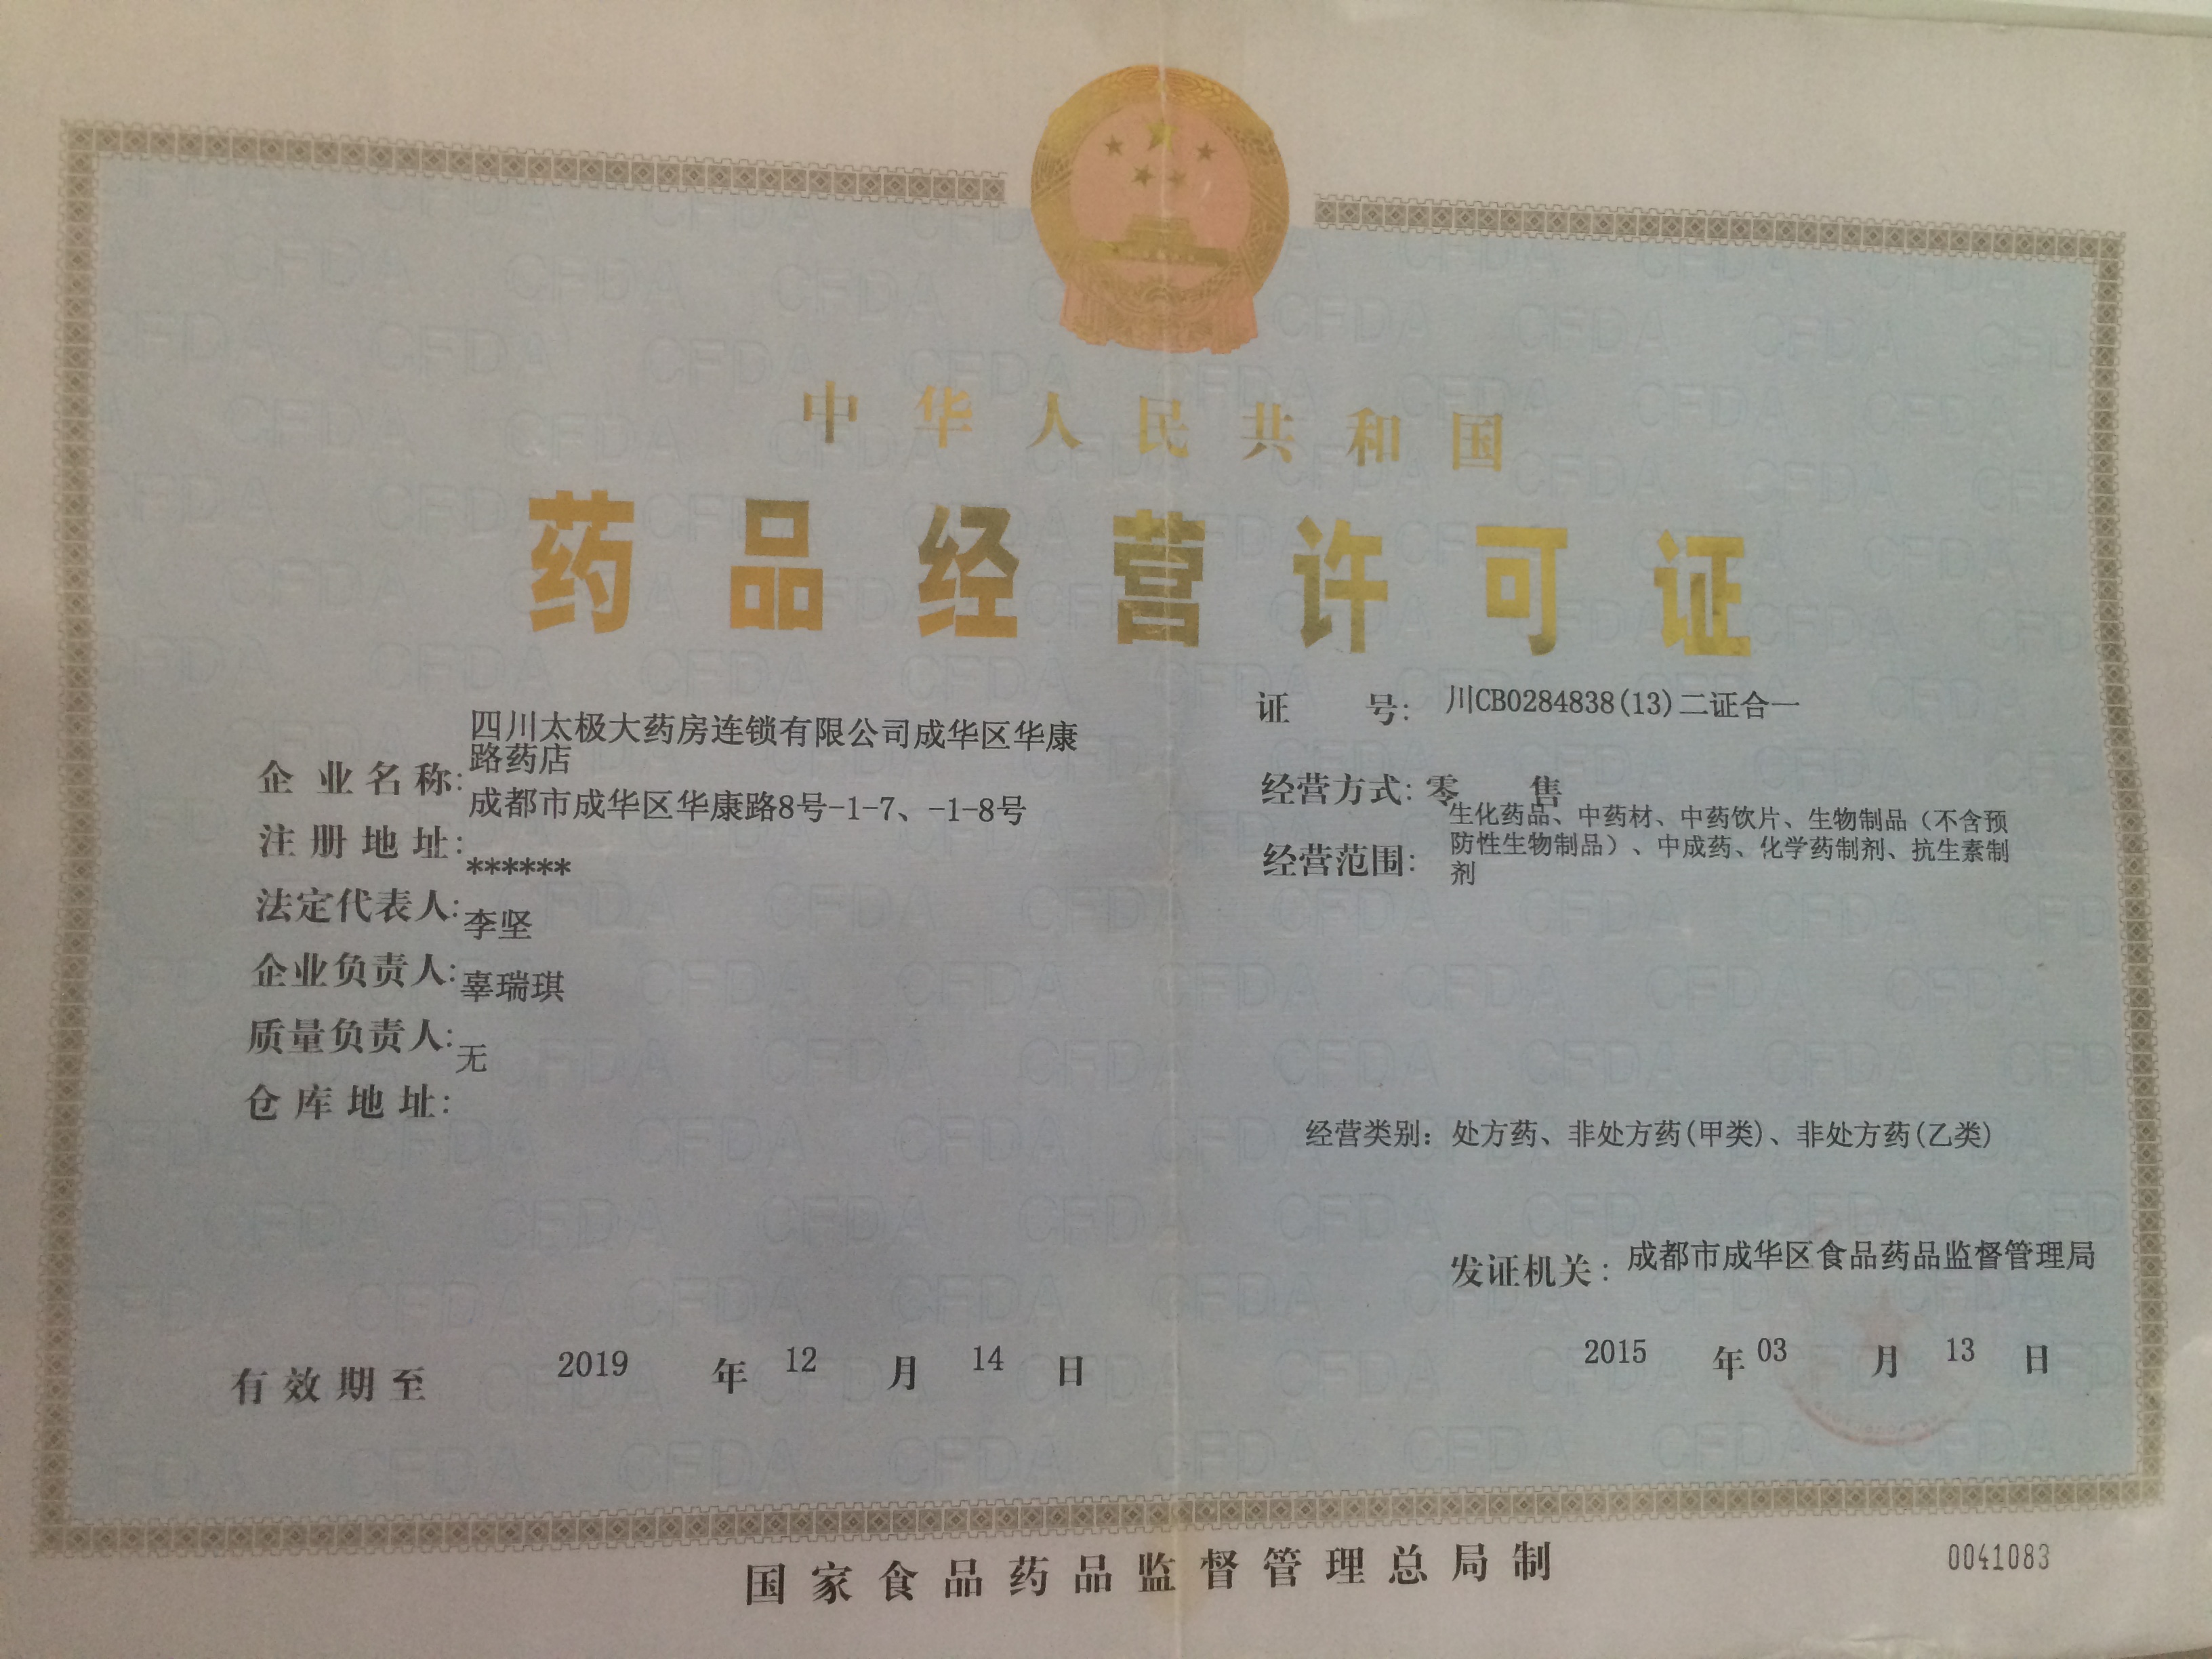 中华人民共和国
药品经营许可证
企业名称:四川太极大药房连锁有限公司成华区华康
路药店
注册地址:成都市成华区华康路8号-1-7、-1-8号
法定代表人:******
企业负责人:李坚
质量负责人:辜瑞琪
仓库地址:无
证号:川CB0284838(13)二证合一
经营方式:零售
经营范围:生化药品、中药材、中药饮片、生物制品（不含预
防性生物制品）、中成药、化学药制剂、抗生素制
剂
经营类别：处方药、非处方药(甲类)、非处方药(乙类)
发证机关:成都市成华区食品药品监督管理局
有效期至 2019 年 12 月 14 日
2015 年 03 月 13 日
国家食品药品监督管理总局制
0041083